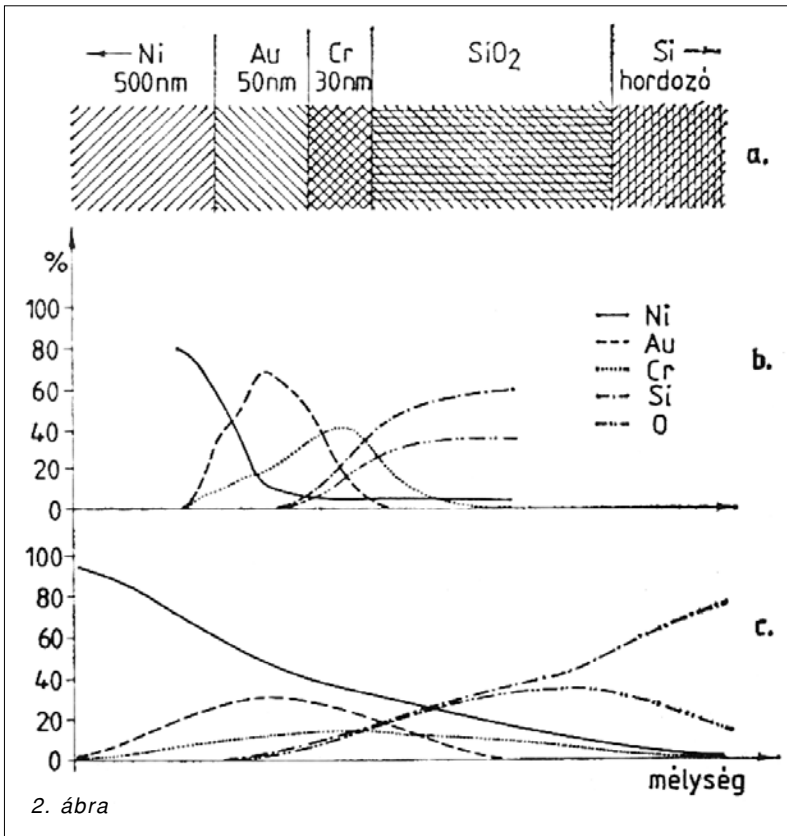 ← Ni Au Cr SiO₂ Si →
500nm 50nm 30nm hordozó
a.
%
100
80
60
40
20
0
Ni
Au
Cr
Si
O
b.
100
80
60
40
20
0
c.
mélység
2. ábra